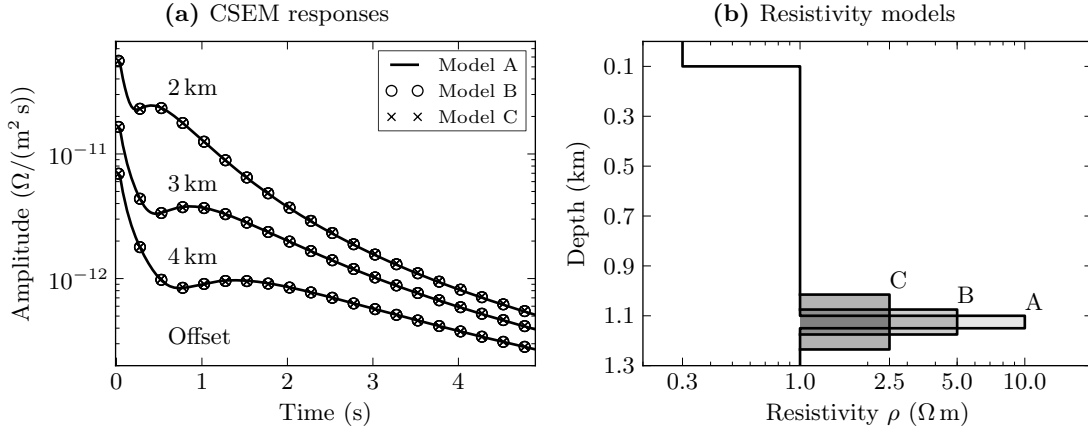 (a) CSEM responses
Amplitude (Ω/(m² s))
10⁻¹¹
10⁻¹²
2 km
3 km
4 km
Offset
Model A
Model B
Model C
0 1 2 3 4
Time (s)
(b) Resistivity models
Depth (km)
0.1
0.3
0.5
0.7
0.9
1.1
1.3
C
B
A
0.3 1.0 2.5 5.0 10.0
Resistivity ρ (Ω m)